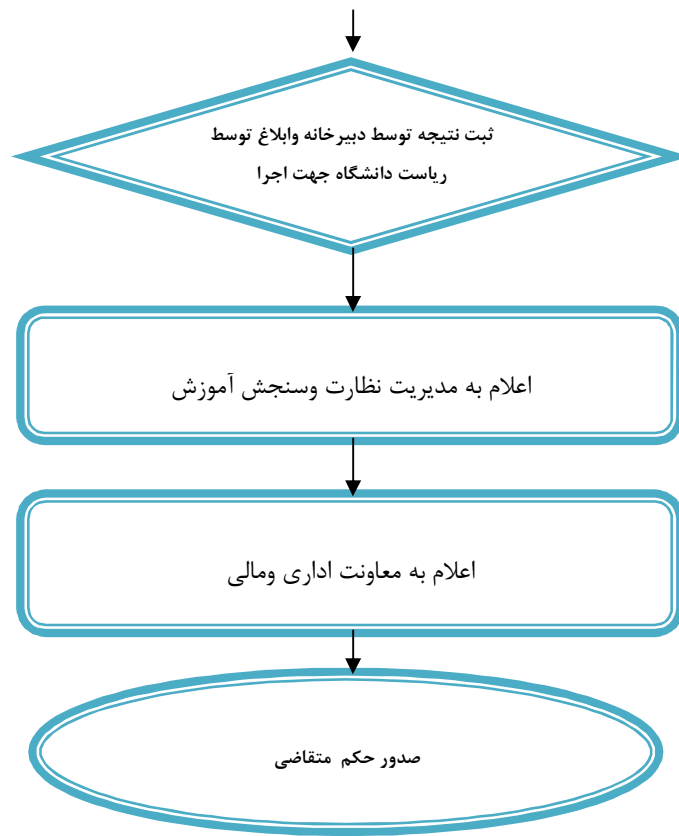 ثبت نتیجه توسط دبیرخانه وابلاغ توسط
ریاست دانشگاه جهت اجرا
اعلام به مدیریت نظارت وسنجش آموزش
اعلام به معاونت اداری ومالی
صدور حکم متقاضی